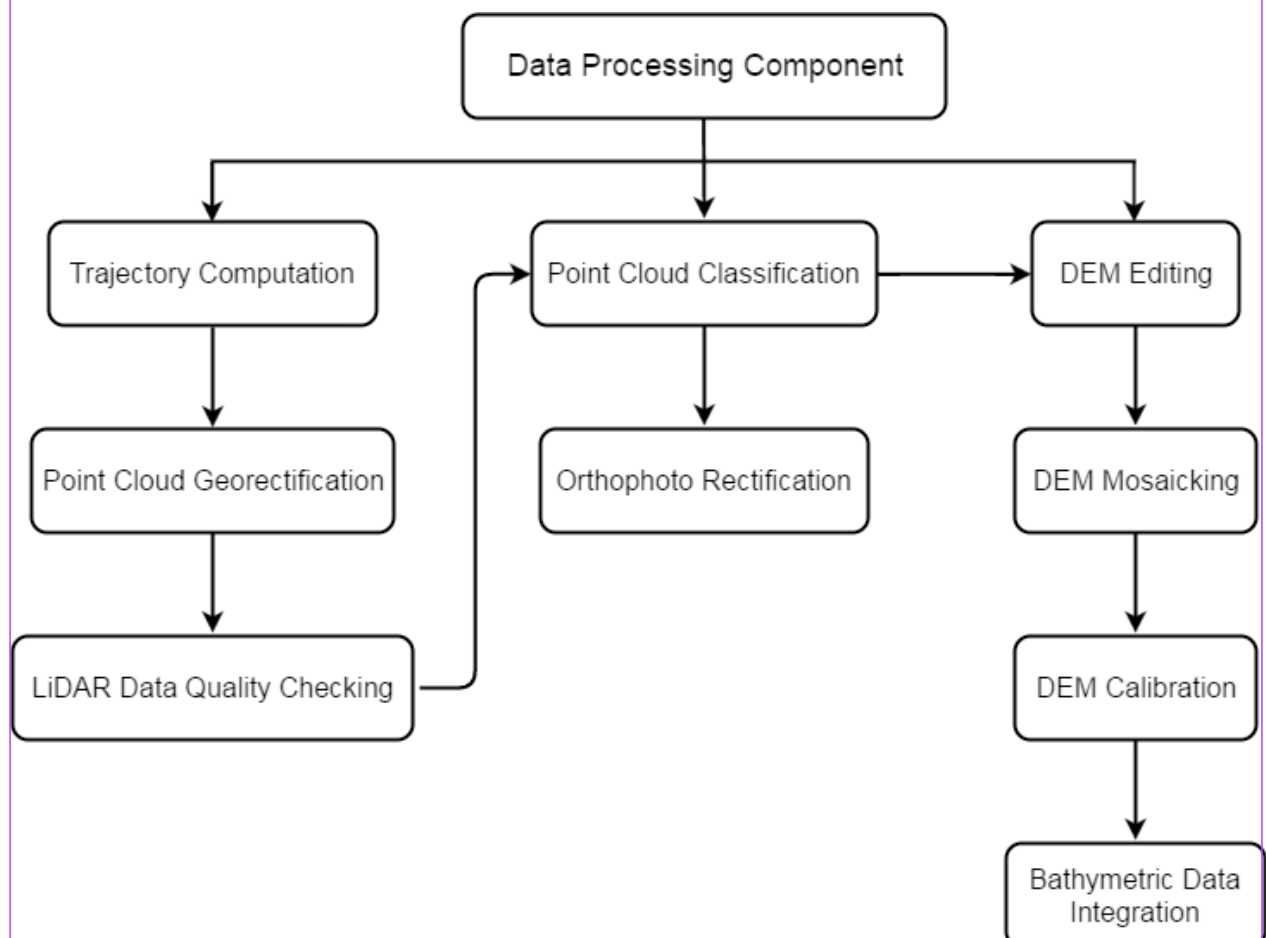 Data Processing Component
Trajectory Computation
Point Cloud Classification
DEM Editing
Point Cloud Georectification
Orthophoto Rectification
DEM Mosaicking
LiDAR Data Quality Checking
DEM Calibration
Bathymetric Data
Integration